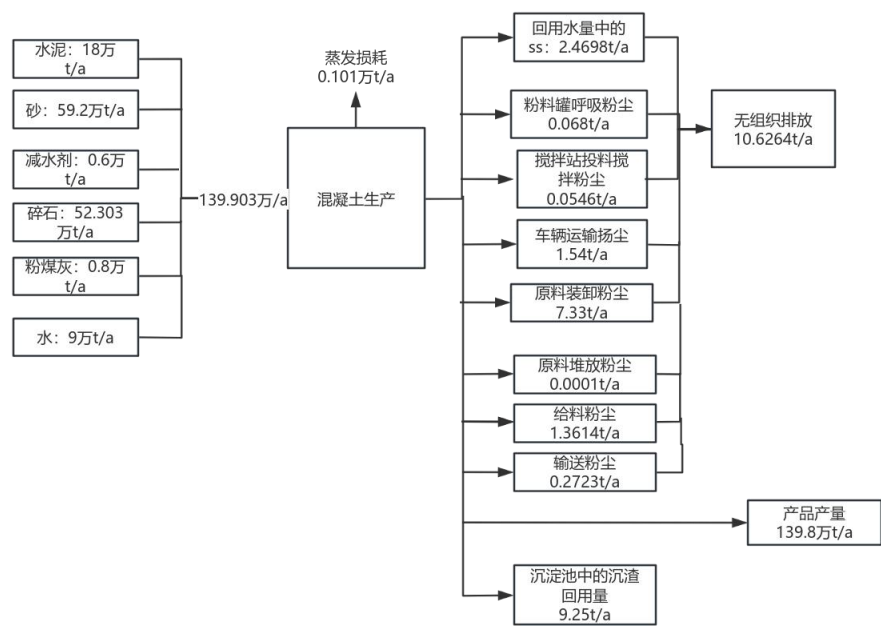 水泥：18万
t/a
砂：59.2万t/a
减水剂：0.6万
t/a
碎石：52.303
万t/a
粉煤灰：0.8万
t/a
水：9万t/a
139.903万/a
蒸发损耗
0.101万t/a
混凝土生产
回用水量中的
ss：2.4698t/a
粉料罐呼吸粉尘
0.068t/a
搅拌站投料搅
拌粉尘
0.0546t/a
车辆运输扬尘
1.54t/a
原料装卸粉尘
7.33t/a
原料堆放粉尘
0.0001t/a
给料粉尘
1.3614t/a
输送粉尘
0.2723t/a
无组织排放
10.6264t/a
产品产量
139.8万t/a
沉淀池中的沉渣
回用量
9.25t/a